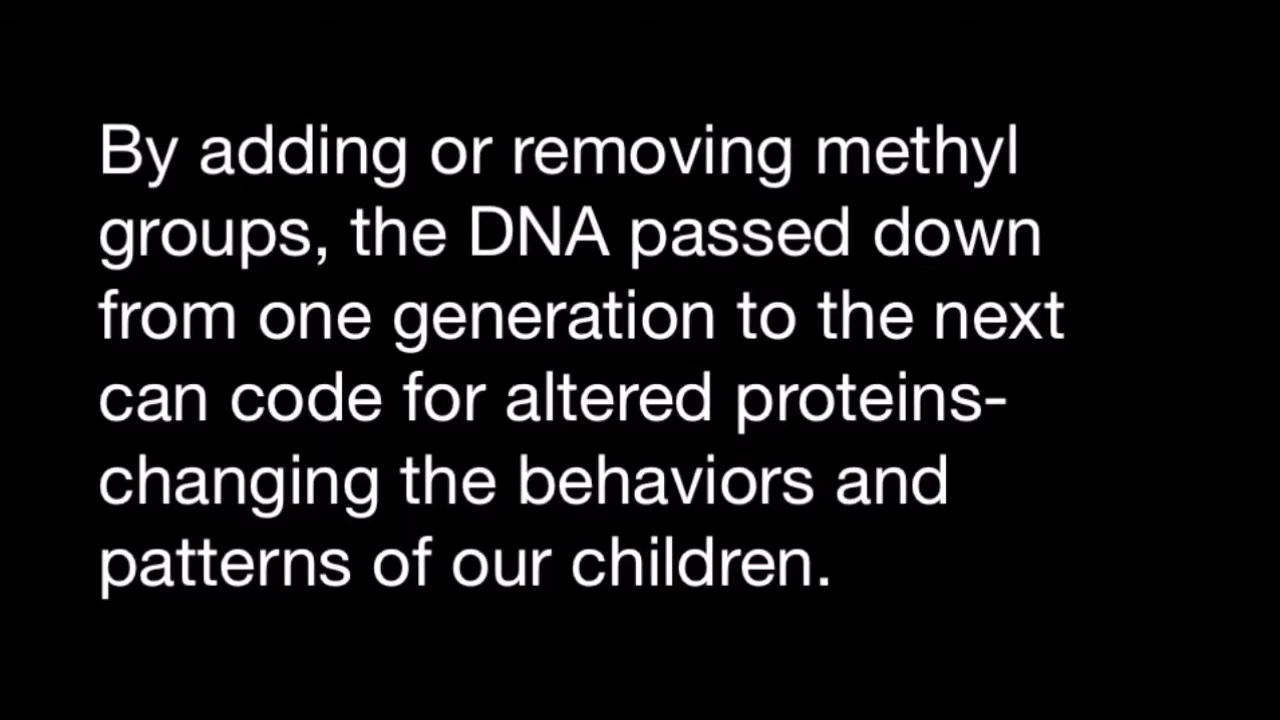 By adding or removing methyl
groups, the DNA passed down
from one generation to the next
can code for altered proteins-
changing the behaviors and
patterns of our children.